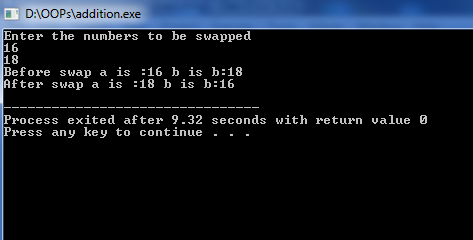 D:\OOPs\addition.exe
Enter the numbers to be swapped
16
18
Before swap a is :16 b is b:18
After swap a is :18 b is b:16
--------------------------------
Process exited after 9.32 seconds with return value 0
Press any key to continue . . .